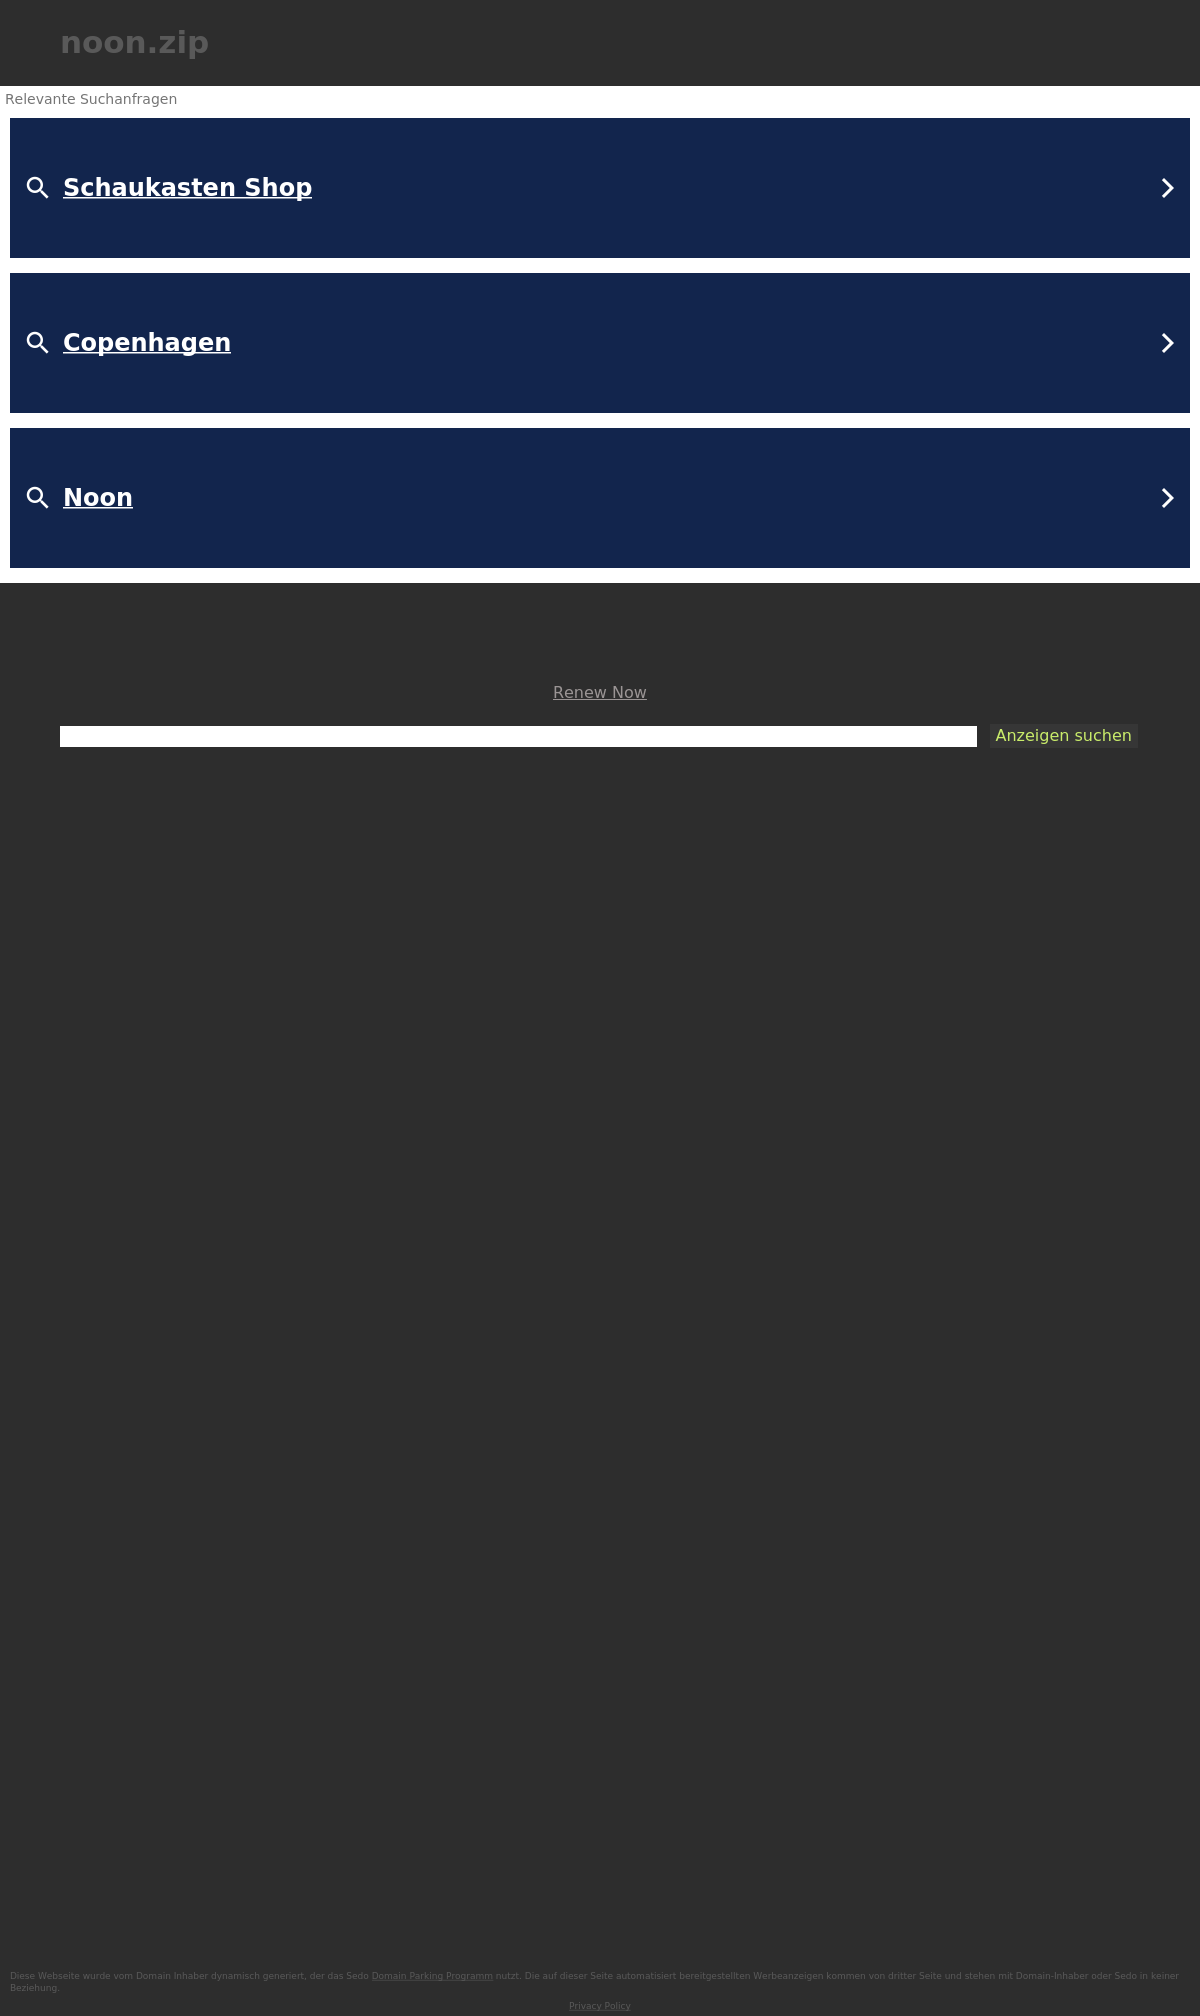 noon.zip
Relevante Suchanfragen
Schaukasten Shop
Copenhagen
Noon
Renew Now
Anzeigen suchen
Diese Webseite wurde vom Domain Inhaber dynamisch generiert, der das Sedo Domain Parking Programm nutzt. Die auf dieser Seite automatisiert bereitgestellten Werbeanzeigen kommen von dritter Seite und stehen mit Domain-Inhaber oder Sedo in keiner
Beziehung.
Privacy Policy